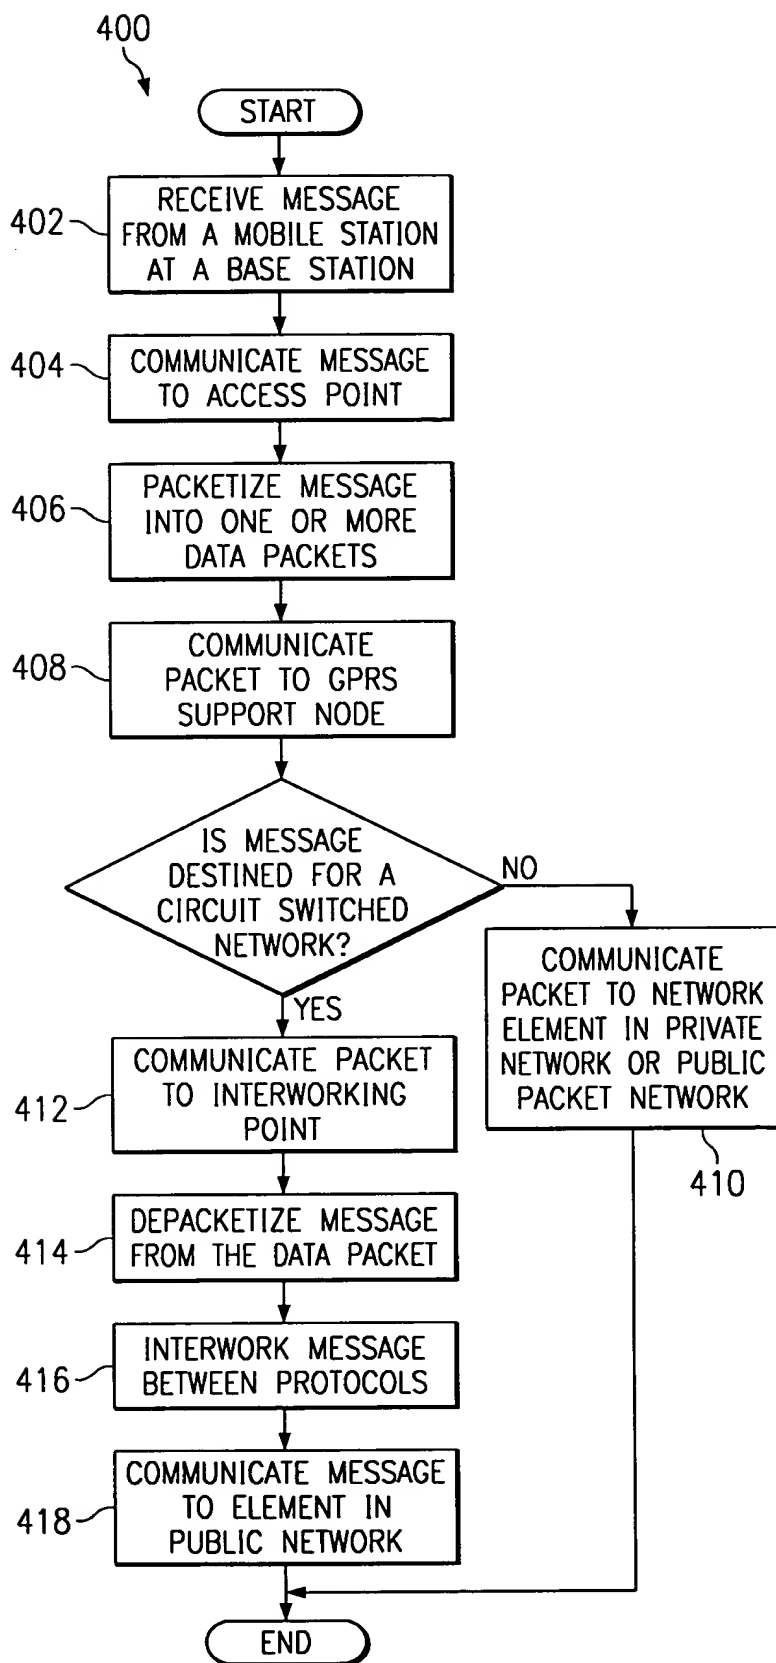 400
START
402
RECEIVE MESSAGE
FROM A MOBILE STATION
AT A BASE STATION
404
COMMUNICATE MESSAGE
TO ACCESS POINT
406
PACKETIZE MESSAGE
INTO ONE OR MORE
DATA PACKETS
408
COMMUNICATE
PACKET TO GPRS
SUPPORT NODE
IS MESSAGE
DESTINED FOR A
CIRCUIT SWITCHED
NETWORK?
NO
YES
COMMUNICATE
PACKET TO NETWORK
ELEMENT IN PRIVATE
NETWORK OR PUBLIC
PACKET NETWORK
410
412
COMMUNICATE PACKET
TO INTERWORKING
POINT
414
DEPACKETIZE MESSAGE
FROM THE DATA PACKET
416
INTERWORK MESSAGE
BETWEEN PROTOCOLS
418
COMMUNICATE MESSAGE
TO ELEMENT IN
PUBLIC NETWORK
END